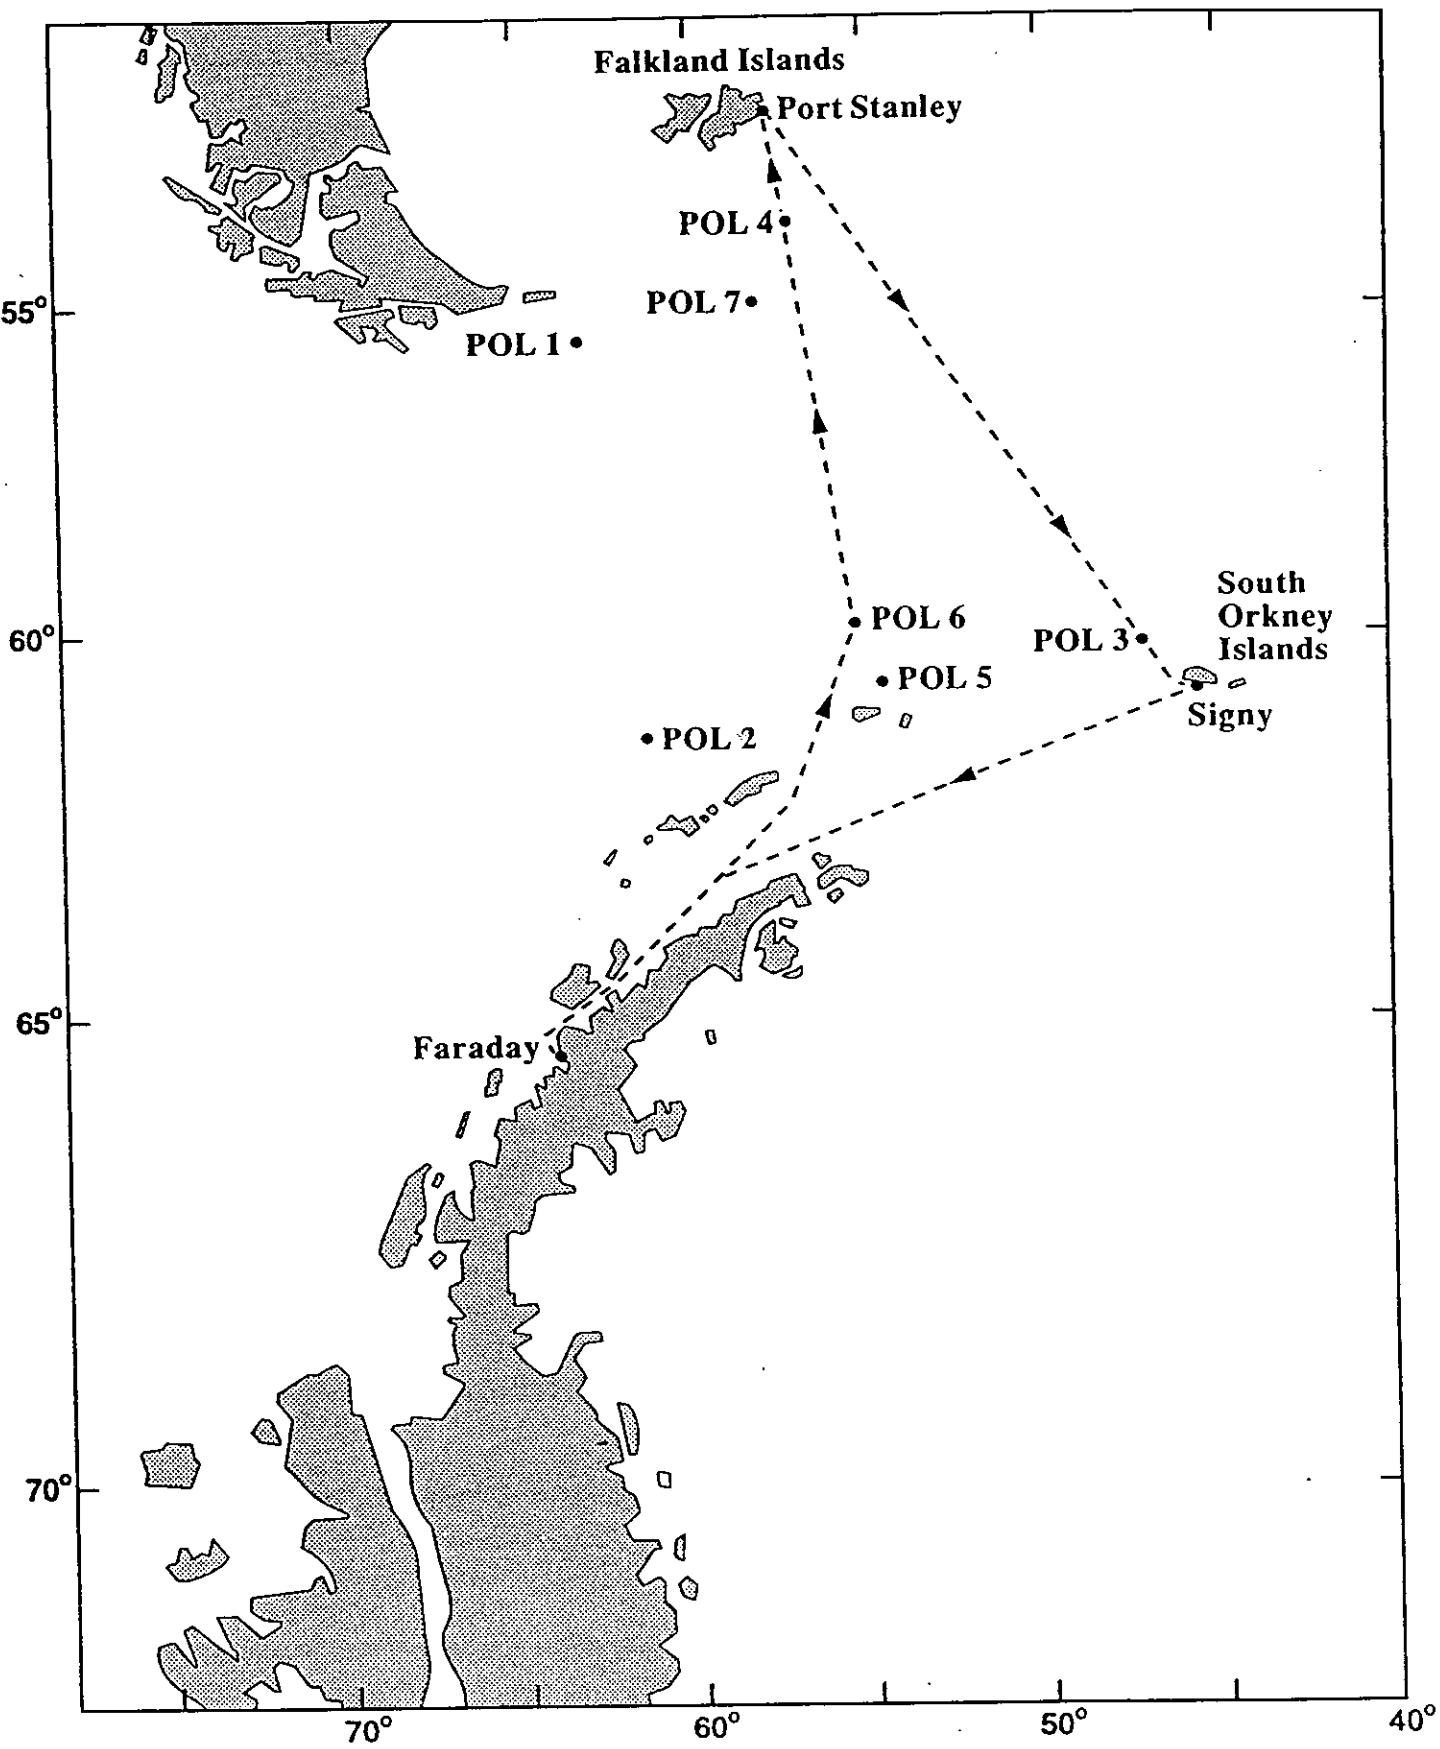 Falkland Islands
Port Stanley
POL 4
55°
POL 7
POL 1
60°
POL 6
South
Orkney
Islands
POL 3
POL 5
Signy
POL 2
65°
Faraday
70°
70°
60°
50°
40°